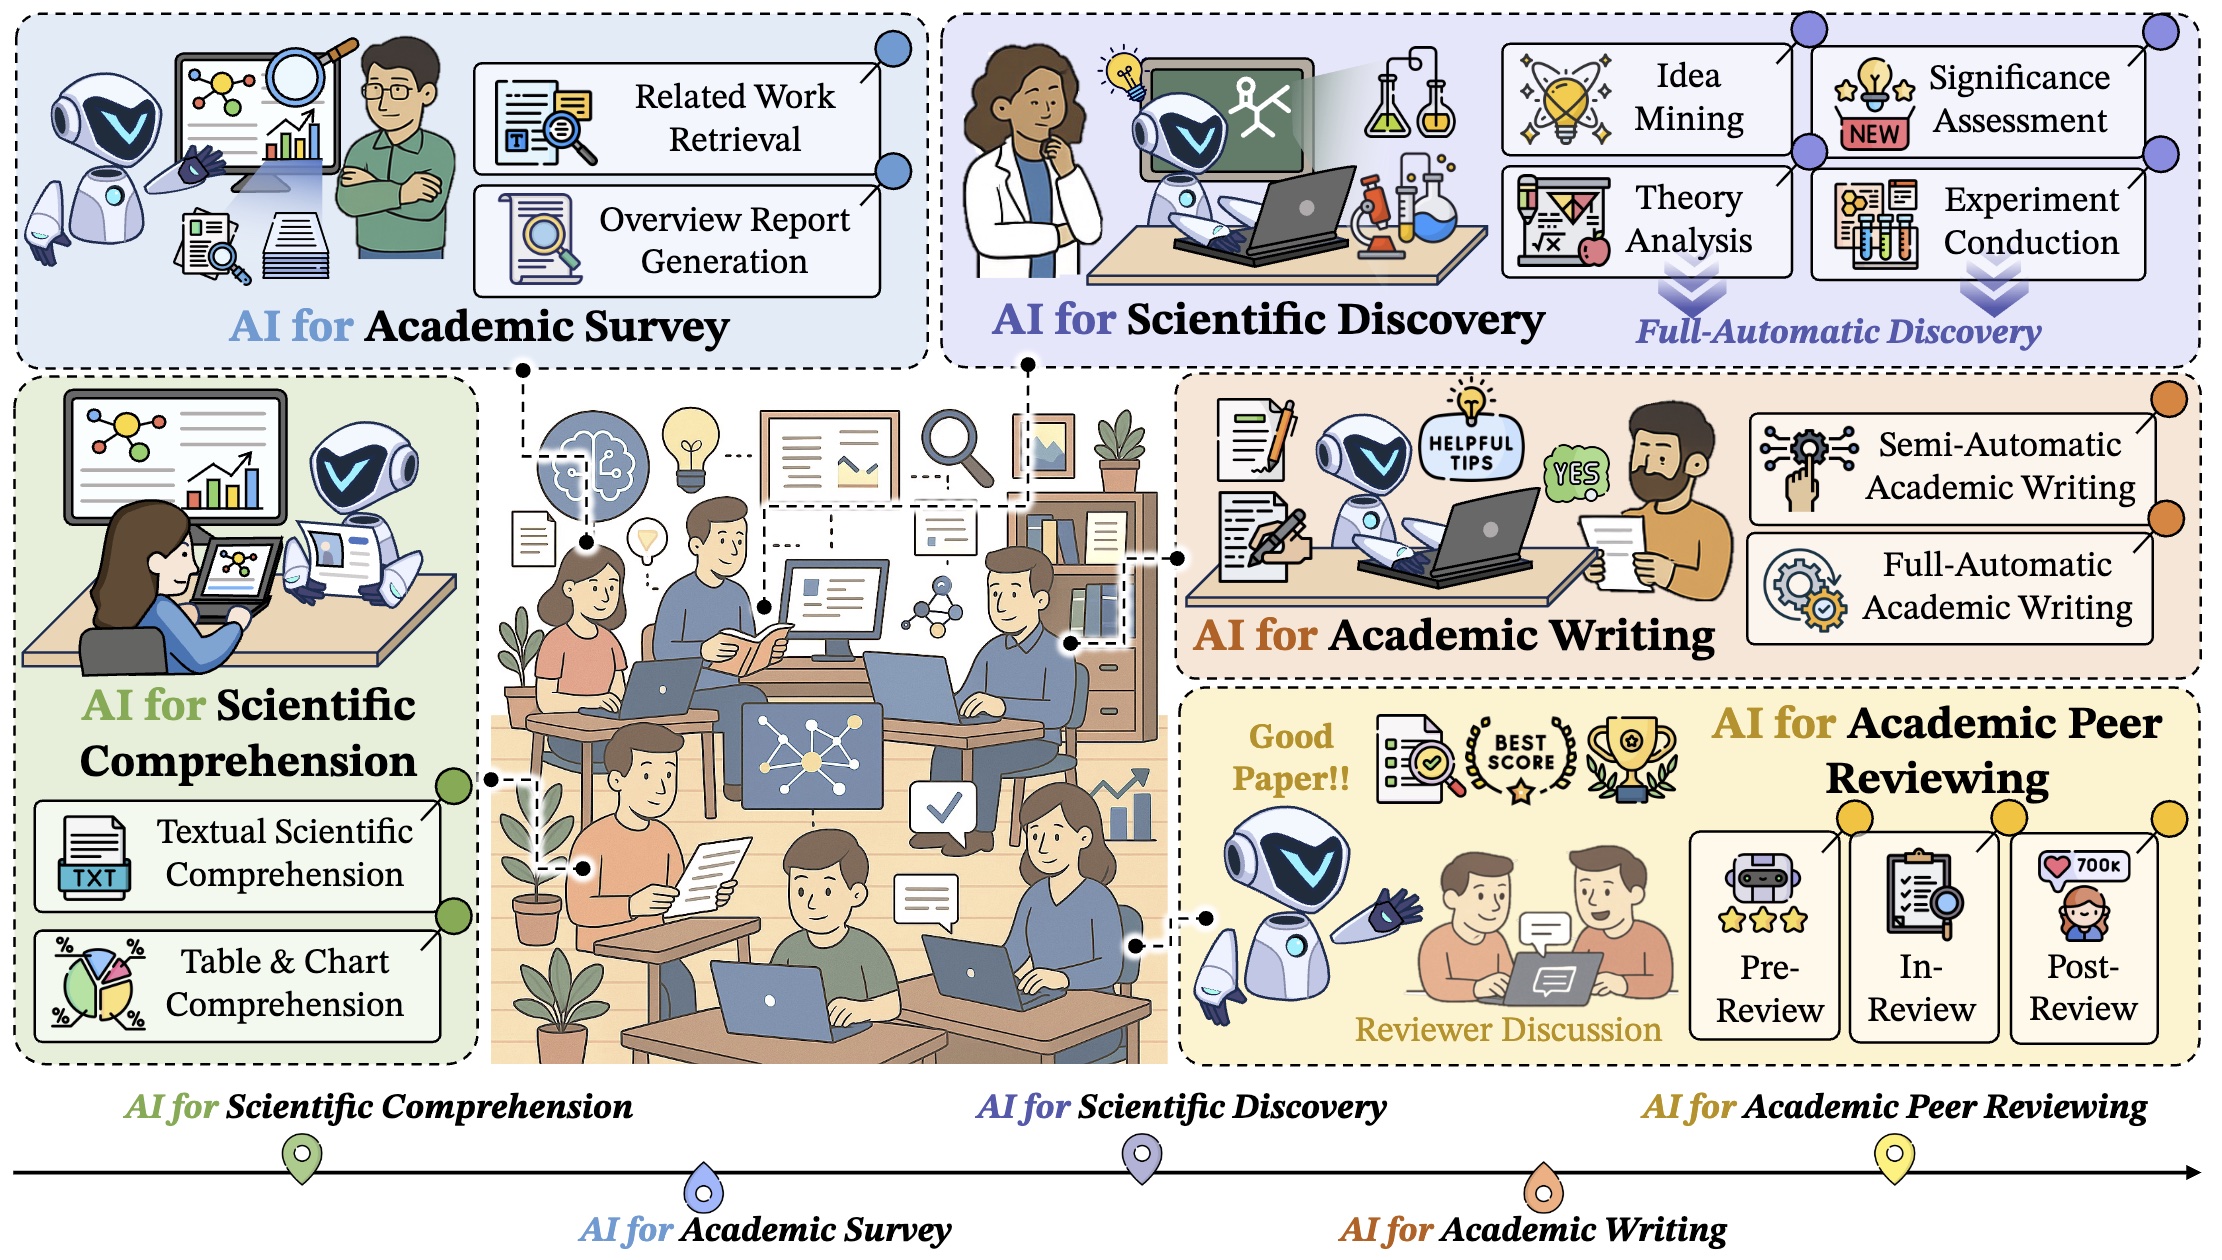 Related Work
Retrieval
T
Overview Report
Generation
AI for Academic Survey
Idea
Mining
NEW
Significance
Assessment
√x
Theory
Analysis
Experiment
Conduction
AI for Scientific Discovery
Full-Automatic Discovery
AI for Scientific
Comprehension
TXT
Textual Scientific
Comprehension
% % % %
Table & Chart
Comprehension
HELPFUL
TIPS
YES
Semi-Automatic
Academic Writing
Full-Automatic
Academic Writing
AI for Academic Writing
Good
Paper!!
BEST
SCORE
AI for Academic Peer
Reviewing
Reviewer Discussion
Pre-
Review
In-
Review
700K
Post-
Review
AI for Scientific Comprehension
AI for Academic Survey
AI for Scientific Discovery
AI for Academic Writing
AI for Academic Peer Reviewing